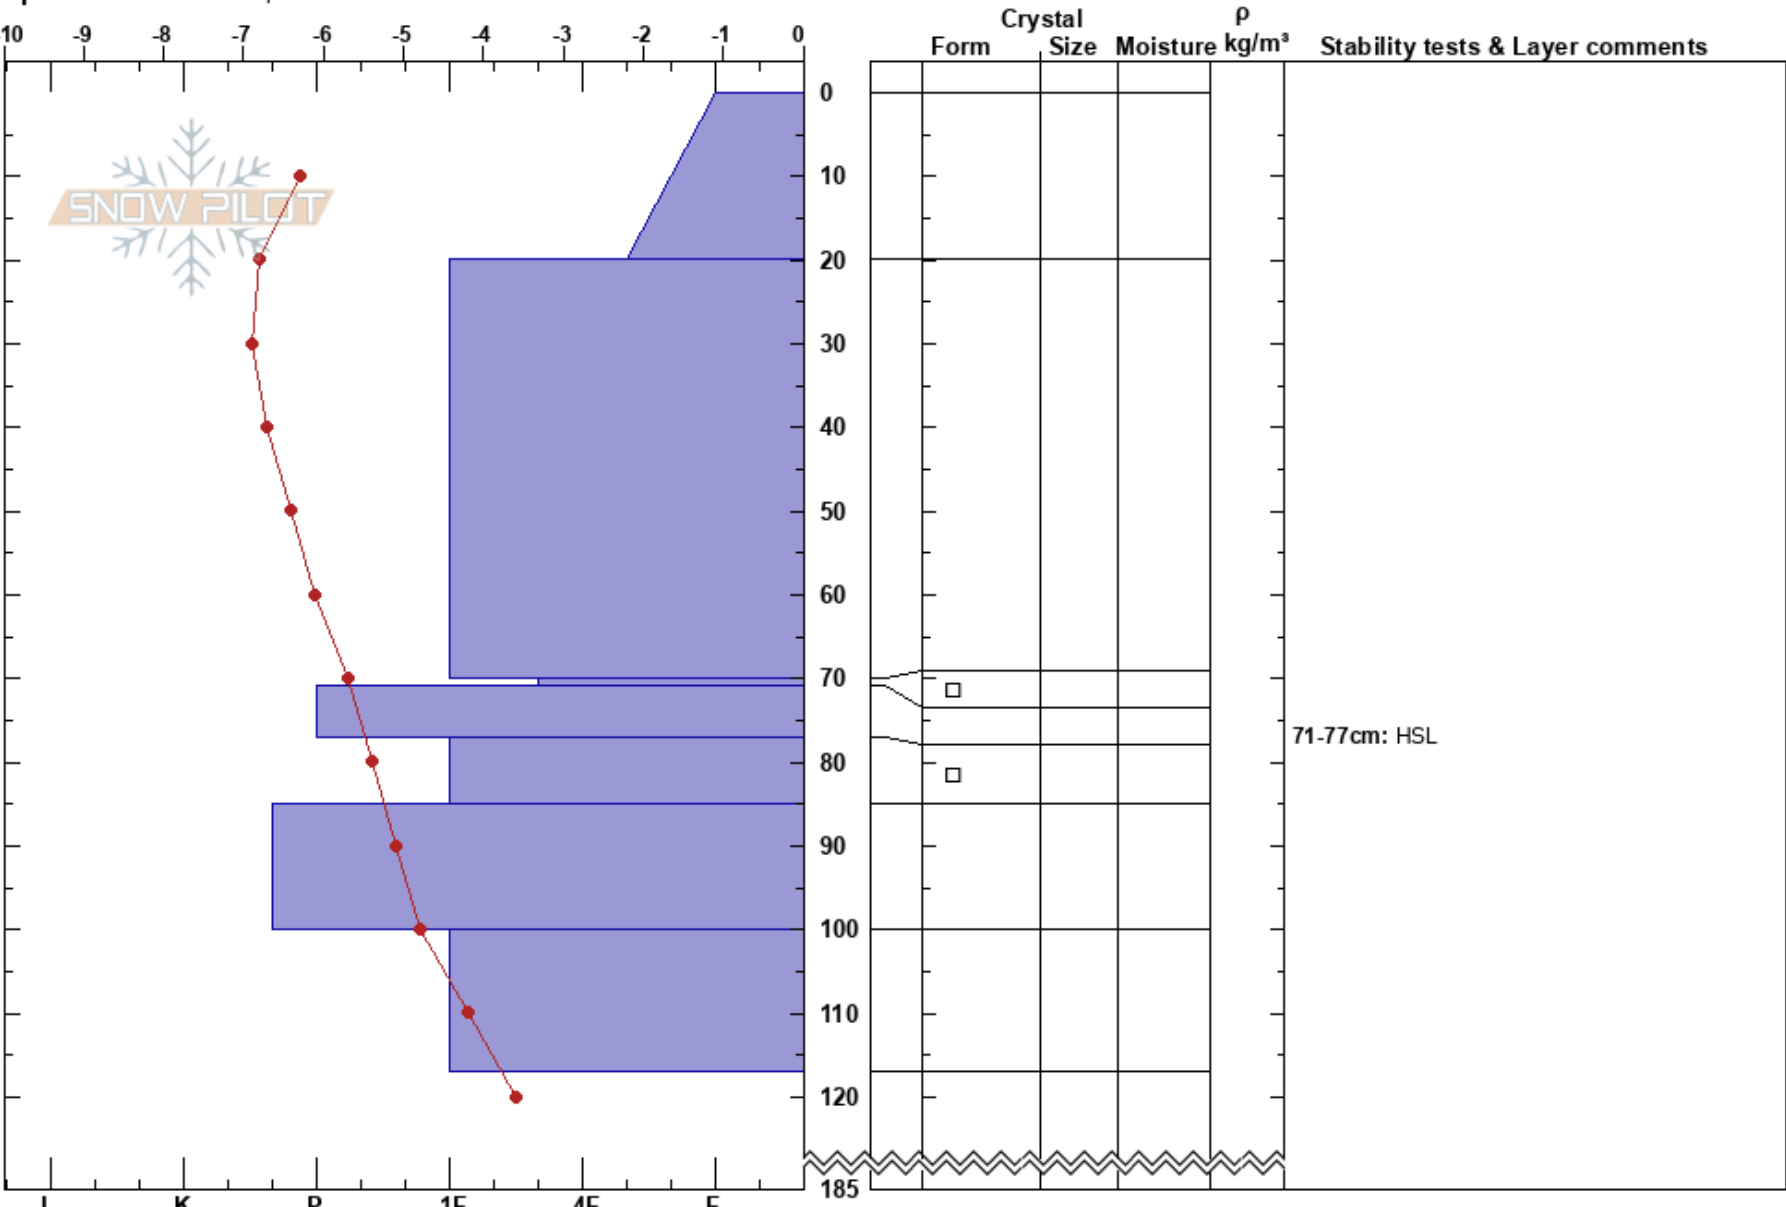 Crystal ρ
-10 -9 -8 -7 -6 -5 -4 -3 -2 -1 0 Form Size Moisture kg/m³ Stability tests & Layer comments
0
10
SNOW PILOT
20
30
40
50
60
70
71-77cm: HSL
80
90
100
110
120
185
I K P 1F 4F F